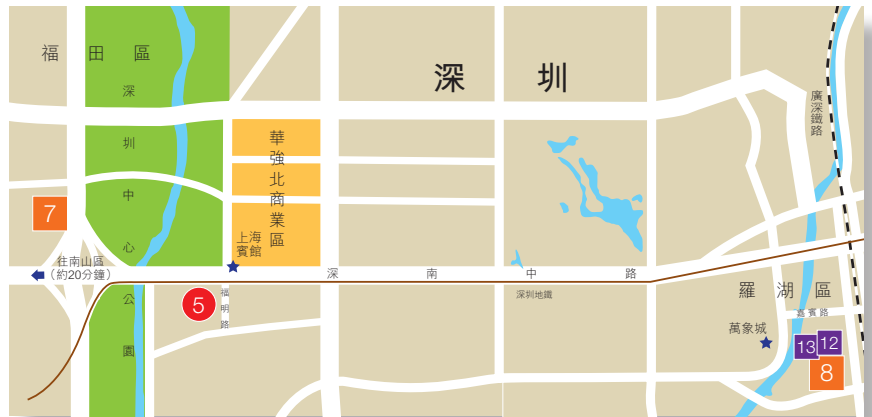 福田區
深圳
深圳中心公園
廣深鐵路
華強北商業區
7
上海
賓館
往南山區
(約20分鐘)
深南中路
5
福明路
深圳地鐵
羅湖區
嘉賓路
萬象城
13
12
8